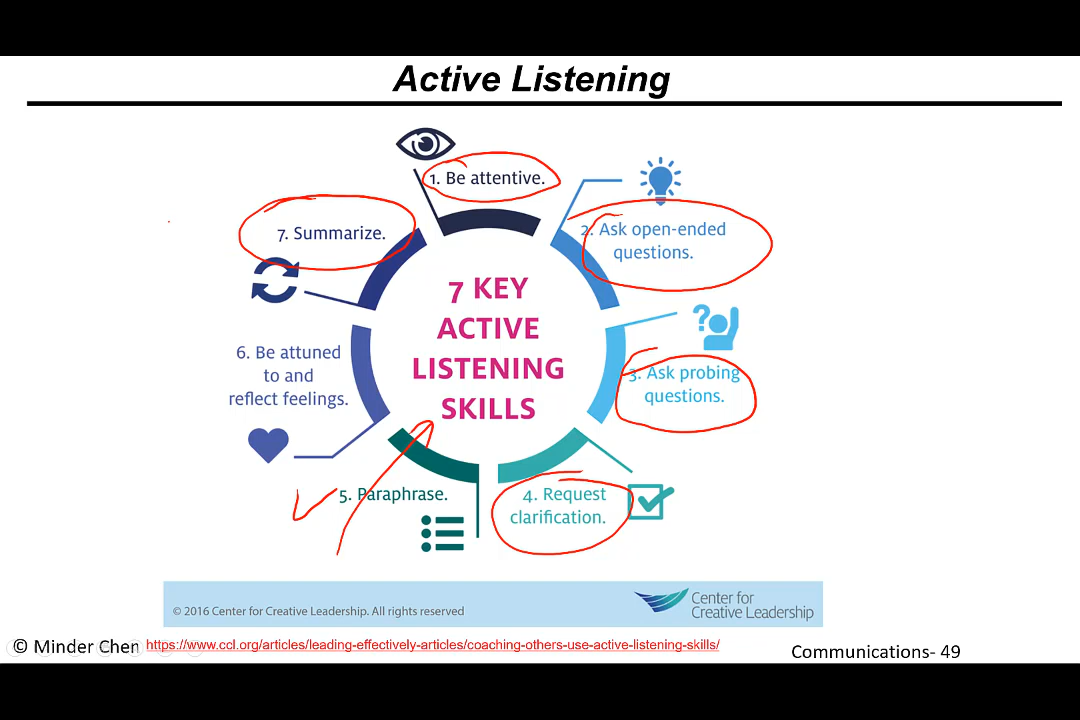 Active Listening
1. Be attentive.
2. Ask open-ended
questions.
3. Ask probing
questions.
4. Request
clarification.
5. Paraphrase.
6. Be attuned
to and
reflect feelings.
7. Summarize.
7 KEY
ACTIVE
LISTENING
SKILLS
© 2016 Center for Creative Leadership. All rights reserved
Center for
Creative Leadership
© Minder Chen
https://www.ccl.org/articles/leading-effectively-articles/coaching-others-use-active-listening-skills/
Communications- 49